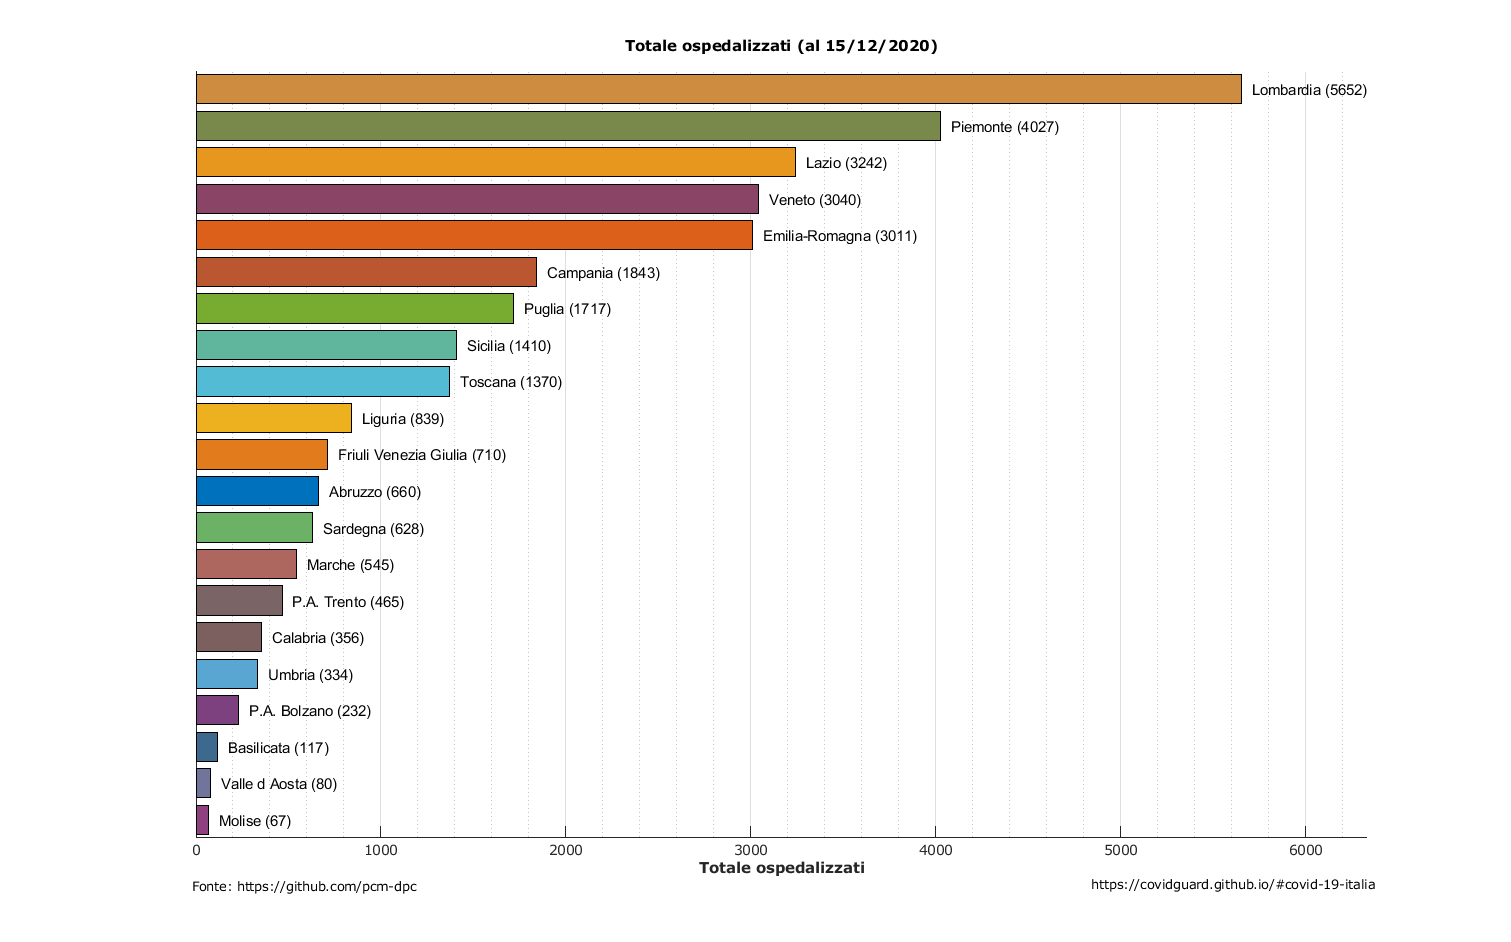 Totale ospedalizzati (al 15/12/2020)
Lombardia (5652)
Piemonte (4027)
Lazio (3242)
Veneto (3040)
Emilia-Romagna (3011)
Campania (1843)
Puglia (1717)
Sicilia (1410)
Toscana (1370)
Liguria (839)
Friuli Venezia Giulia (710)
Abruzzo (660)
Sardegna (628)
Marche (545)
P.A. Trento (465)
Calabria (356)
Umbria (334)
P.A. Bolzano (232)
Basilicata (117)
Valle d Aosta (80)
Molise (67)
0 1000 2000 3000 4000 5000 6000
Totale ospedalizzati
Fonte: https://github.com/pcm-dpc
https://covidguard.github.io/#covid-19-italia